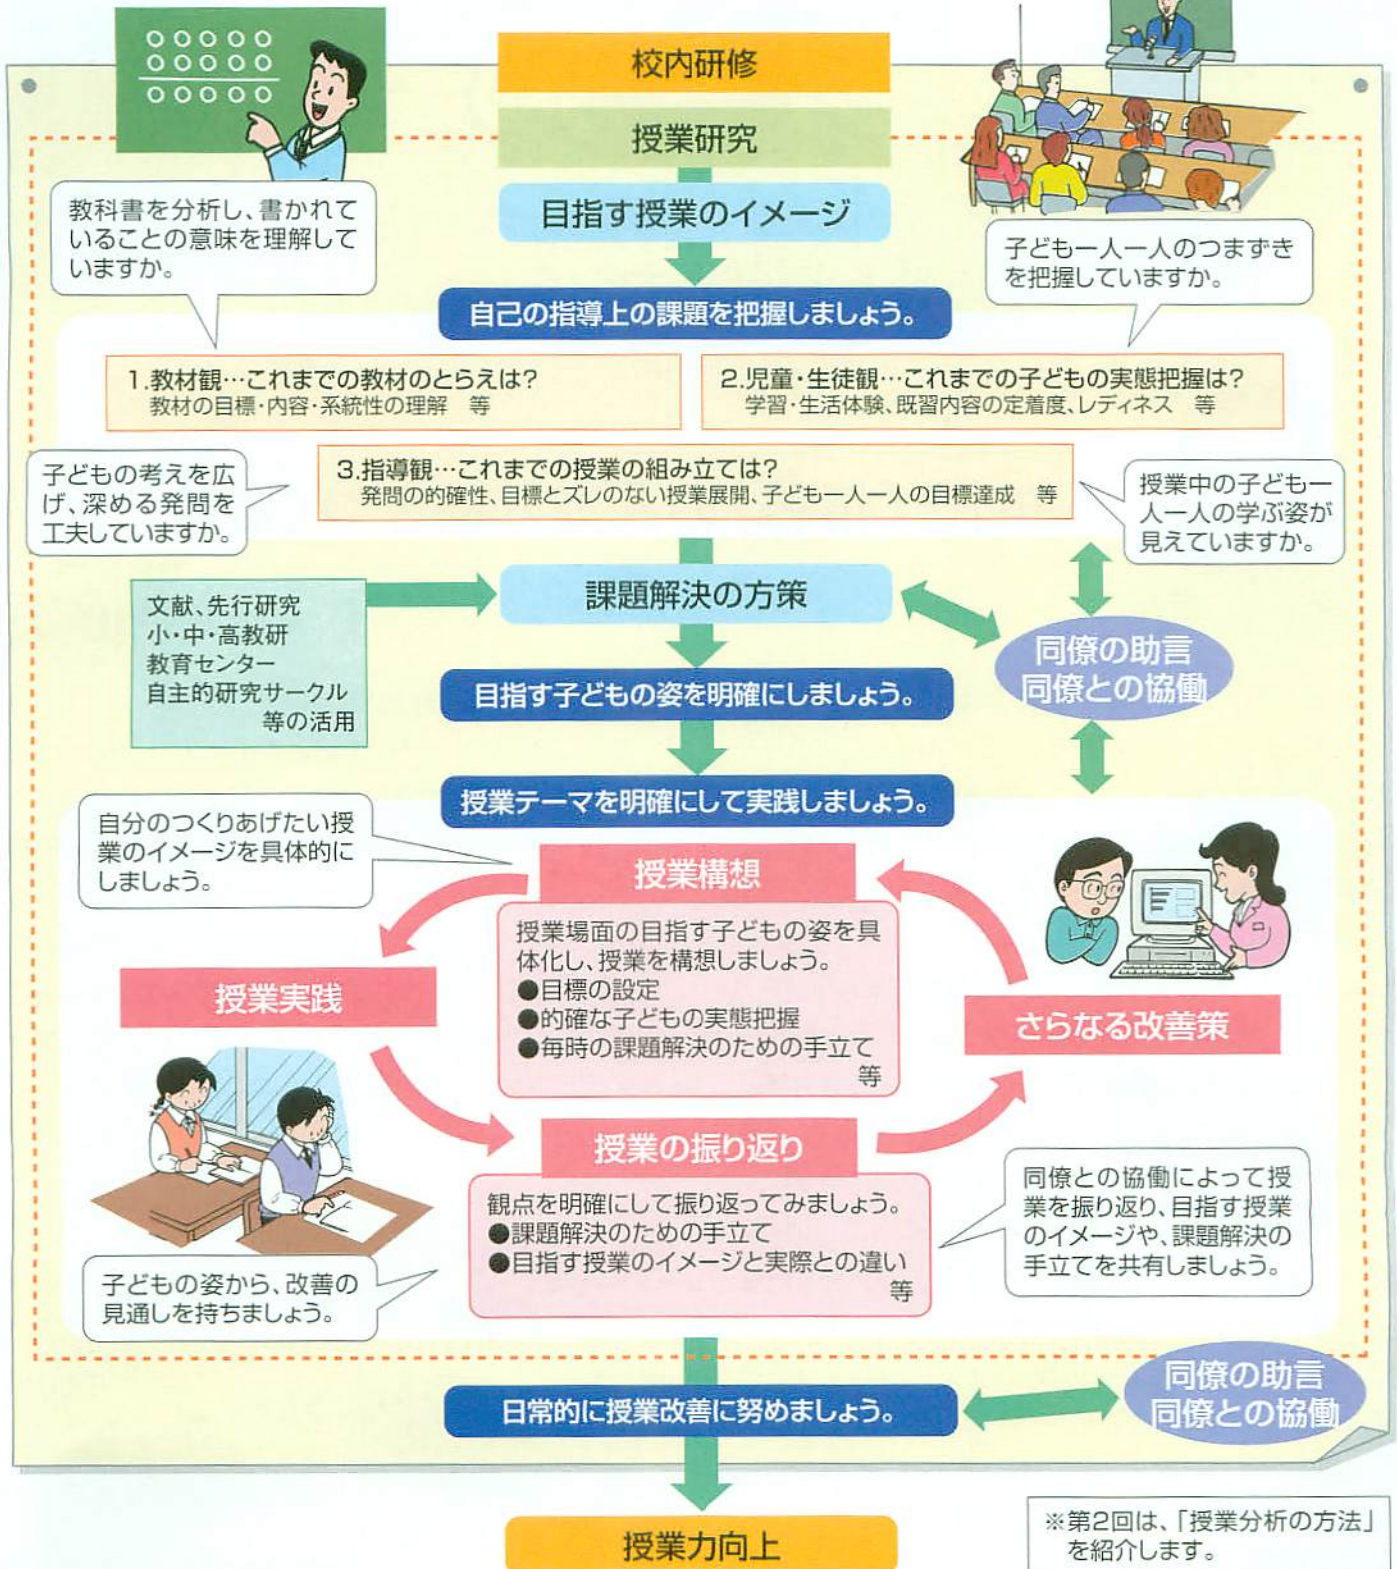 校内研修
授業研究
目指す授業のイメージ
教科書を分析し、書かれて
いることの意味を理解して
いますか。
子ども一人一人のつまずき
を把握していますか。
自己の指導上の課題を把握しましょう。
1.教材観…これまでの教材のとらえは?
教材の目標・内容・系統性の理解　等
2.児童・生徒観…これまでの子どもの実態把握は?
学習・生活体験、既習内容の定着度、レディネス　等
3.指導観…これまでの授業の組み立ては?
発問の的確性、目標とズレのない授業展開、子ども一人一人の目標達成　等
子どもの考えを広
げ、深める発問を
工夫していますか。
授業中の子ども一
人一人の学ぶ姿が
見えていますか。
課題解決の方策
文献、先行研究
小・中・高教研
教育センター
自主的研究サークル
等の活用
同僚の助言
同僚との協働
目指す子どもの姿を明確にしましょう。
授業テーマを明確にして実践しましょう。
自分のつくりあげたい授
業のイメージを具体的に
しましょう。
授業構想
授業場面の目指す子どもの姿を具
体化し、授業を構想しましょう。
●目標の設定
●的確な子どもの実態把握
●毎時の課題解決のための手立て
等
授業実践
さらなる改善策
授業の振り返り
観点を明確にして振り返ってみましょう。
●課題解決のための手立て
●目指す授業のイメージと実際との違い
等
同僚との協働によって授
業を振り返り、目指す授業
のイメージや、課題解決の
手立てを共有しましょう。
子どもの姿から、改善の
見通しを持ちましょう。
日常的に授業改善に努めましょう。
同僚の助言
同僚との協働
授業力向上
※第2回は、「授業分析の方法」
を紹介します。